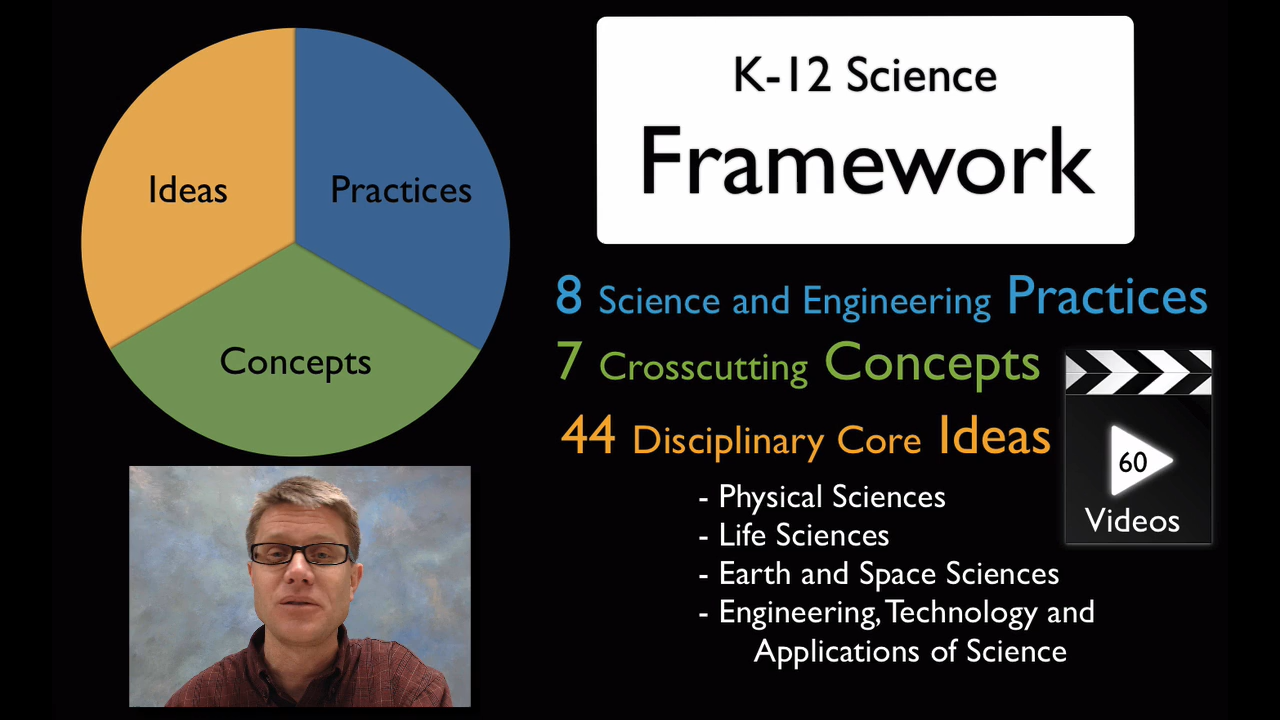 Ideas
Practices
Concepts
K-12 Science
Framework
8 Science and Engineering Practices
7 Crosscutting Concepts
44 Disciplinary Core Ideas
- Physical Sciences
- Life Sciences
- Earth and Space Sciences
- Engineering, Technology and
Applications of Science
60
Videos